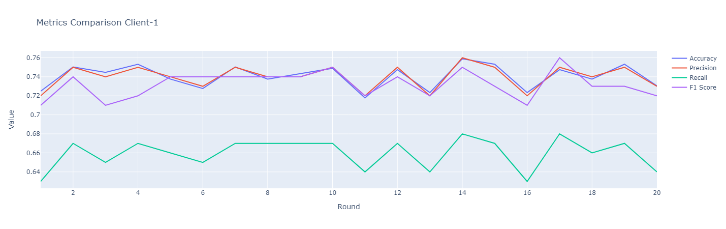 Metrics Comparison Client-1
0.76
0.74
0.72
0.7
0.68
0.66
0.64
Value
2 4 6 8 10 12 14 16 18 20
Round
Accuracy
Precision
Recall
F1 Score